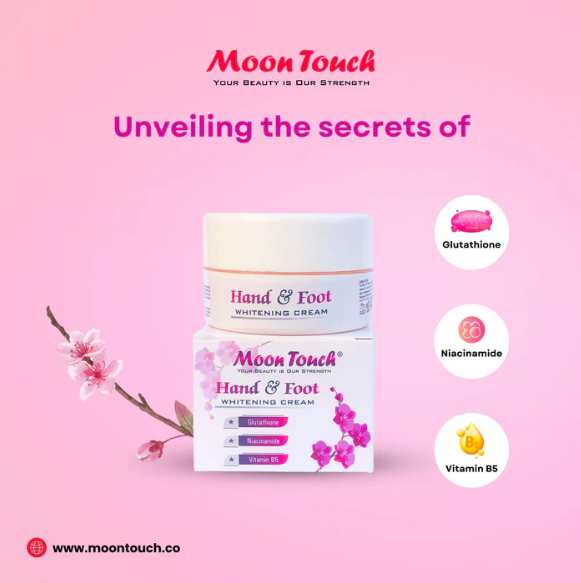 Moon Touch
Your Beauty is Our Strength
Unveiling the secrets of
Glutathione
Hand & Foot
WHITENING CREAM
Niacinamide
Moon Touch®
Your Beauty is Our Strength
Hand & Foot
WHITENING CREAM
Glutathione
Niacinamide
Vitamin B5
B
Vitamin B5
www.moontouch.co